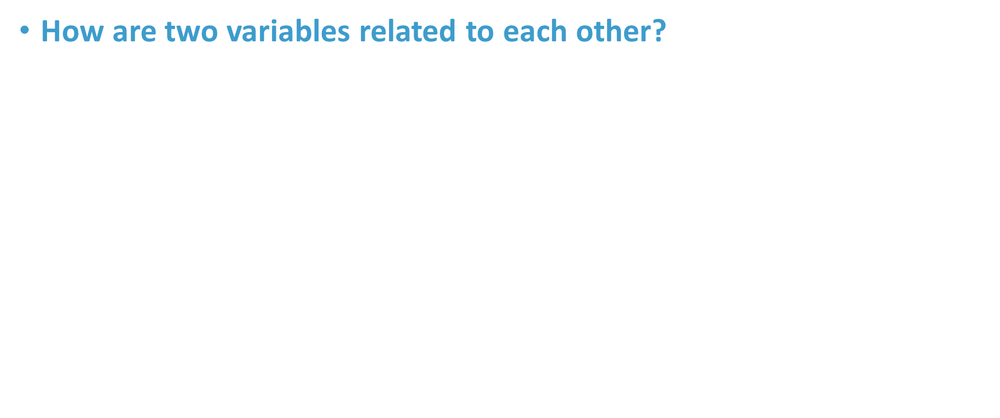 • How are two variables related to each other?